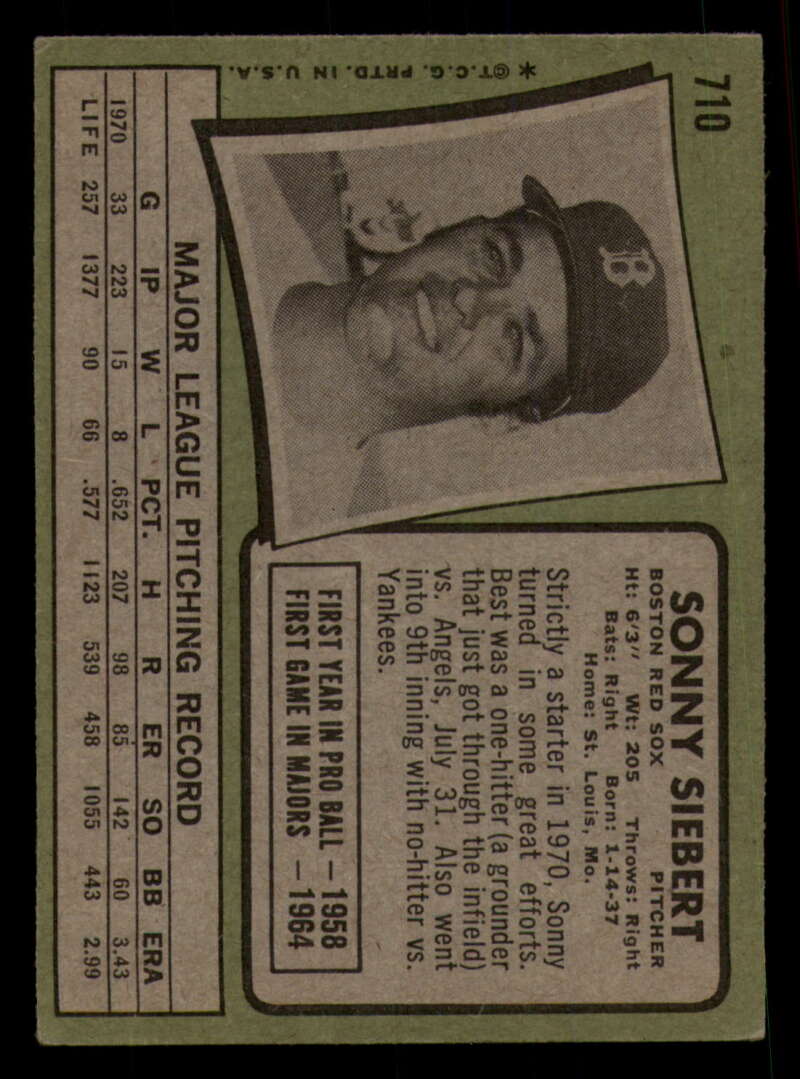 710
SONNY SIEBERT
BOSTON RED SOX PITCHER
Ht: 6'3" Wt: 205 Throws: Right
Bats: Right Born: 1-14-37
Home: St. Louis, Mo.
Strictly a starter in 1970, Sonny
turned in some great efforts.
Best was a one-hitter (a grounder
that just got through the infield)
vs. Angels, July 31. Also went
into 9th inning with no-hitter vs.
Yankees.
FIRST YEAR IN PRO BALL — 1958
FIRST GAME IN MAJORS — 1964
B
MAJOR LEAGUE PITCHING RECORD
G IP W L PCT. H R ER SO BB ERA
1970 33 223 15 8 .652 207 98 85 142 60 3.43
LIFE 257 1377 90 66 .577 1123 539 458 1055 443 2.99
* © T.C.G. PRTD. IN U.S.A.